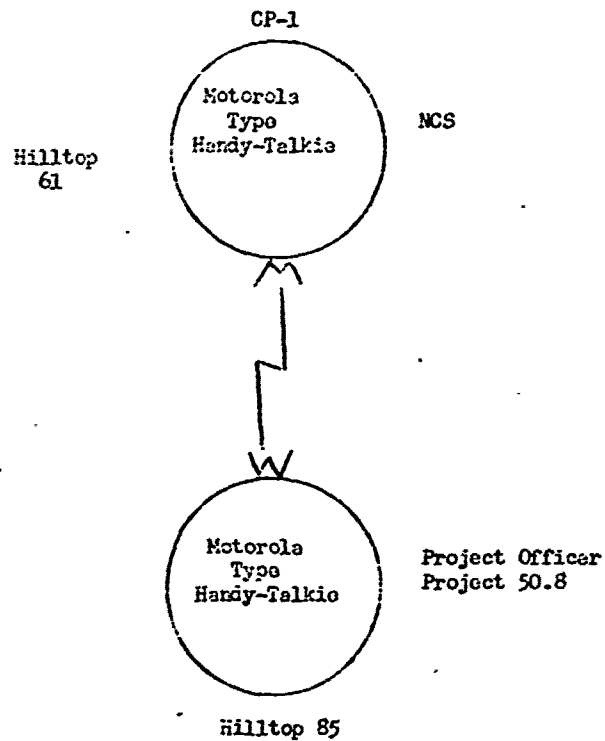 CP-1
Motorola
Type
Handy-Talkie
NCS
Hilltop
61
Motorola
Type
Handy-Talkie
Project Officer
Project 50.8
Hilltop 85